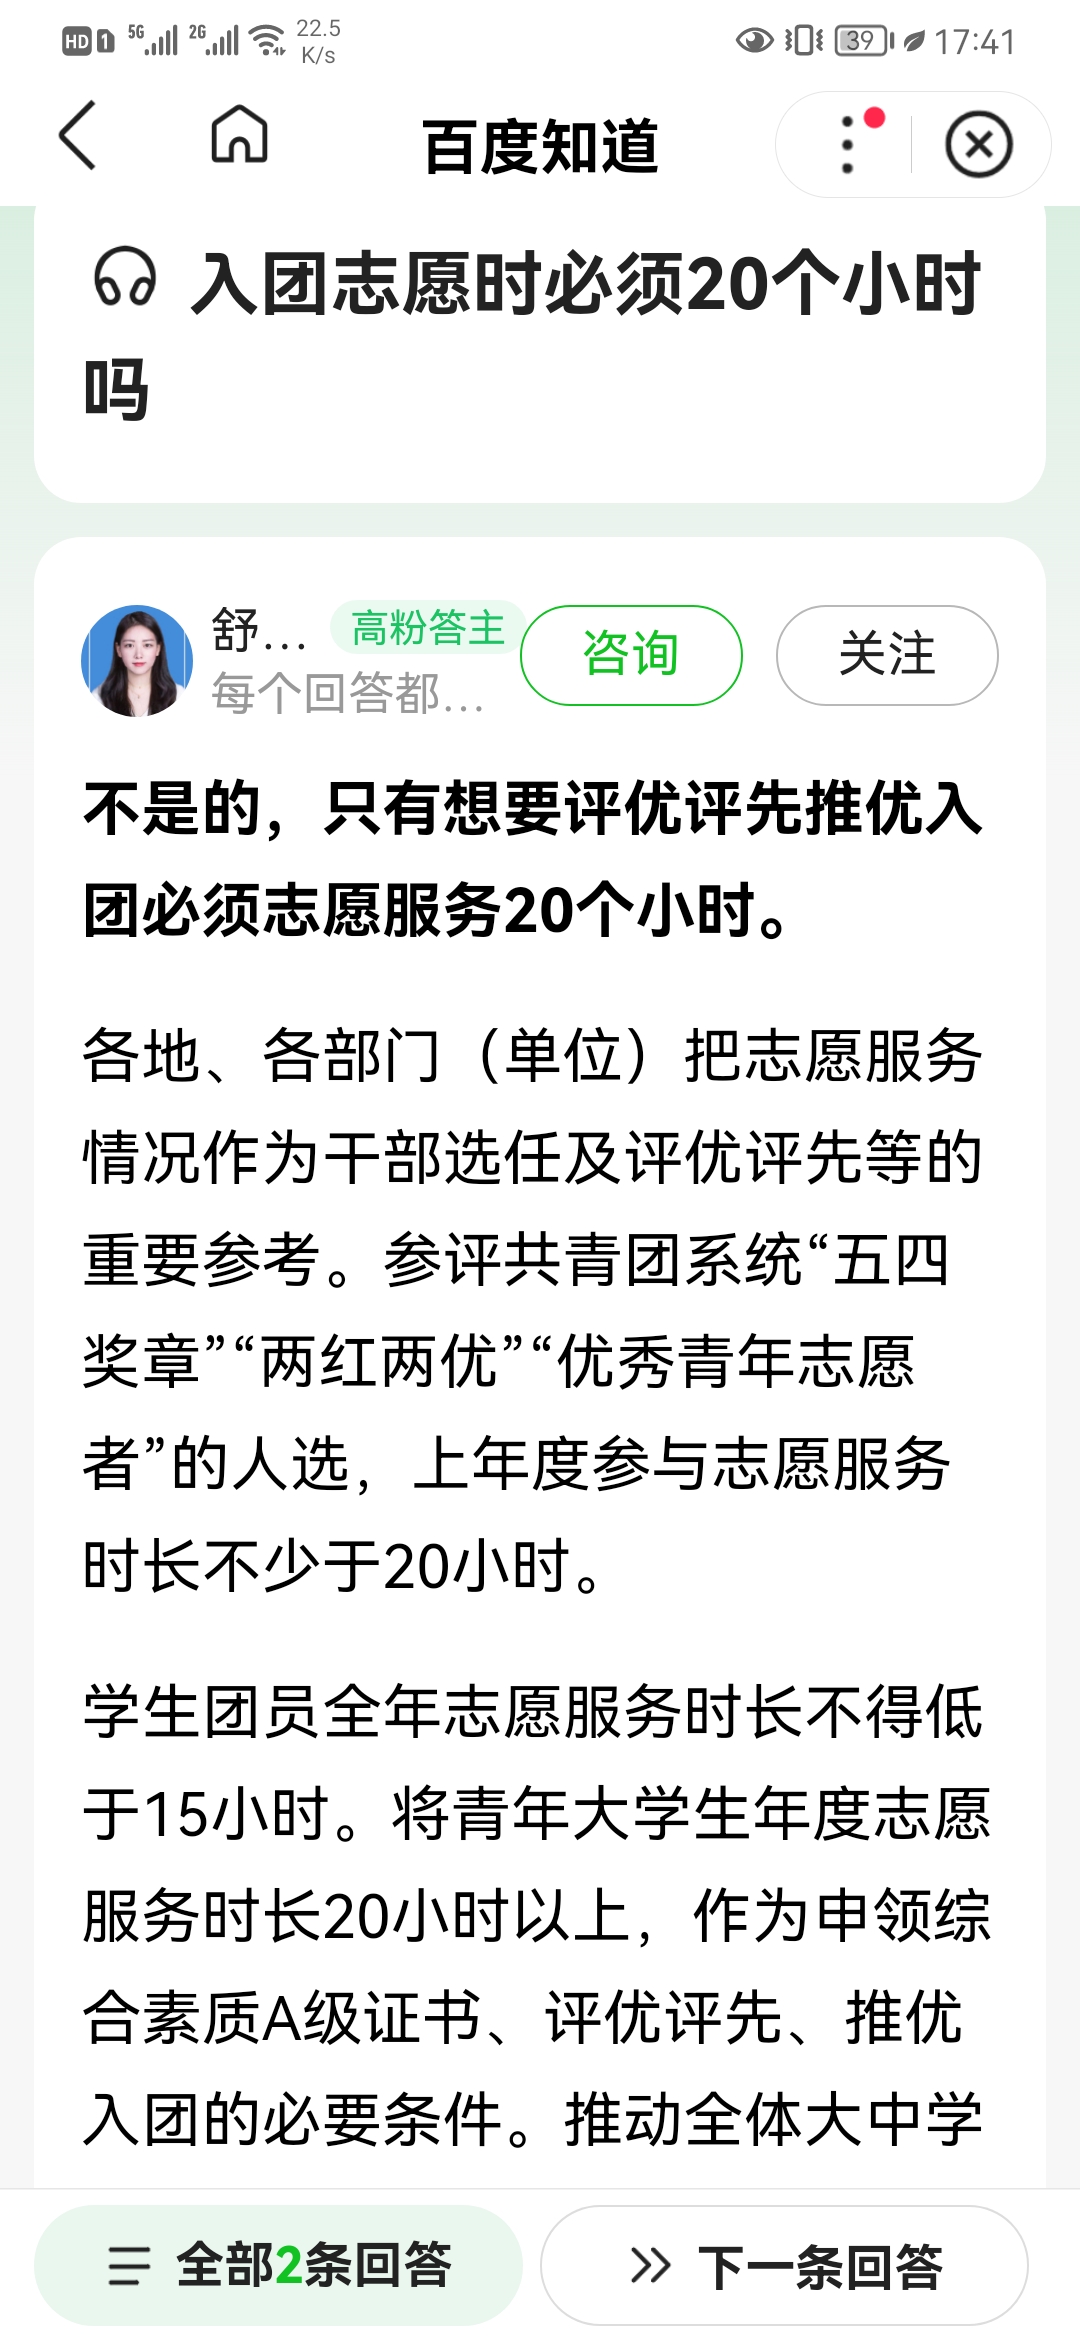 HD 1 5G 2G 22.5 K/s 39 17:41
百度知道
入团志愿时必须20个小时
吗
舒... 高粉答主 咨询 关注
每个回答都...
不是的，只有想要评优评先推优入
团必须志愿服务20个小时。
各地、各部门（单位）把志愿服务
情况作为干部选任及评优评先等的
重要参考。参评共青团系统“五四
奖章”“两红两优”“优秀青年志愿
者”的人选，上年度参与志愿服务
时长不少于20小时。
学生团员全年志愿服务时长不得低
于15小时。将青年大学生年度志愿
服务时长20小时以上，作为申领综
合素质A级证书、评优评先、推优
入团的必要条件。推动全体大中学
全部2条回答 下一条回答